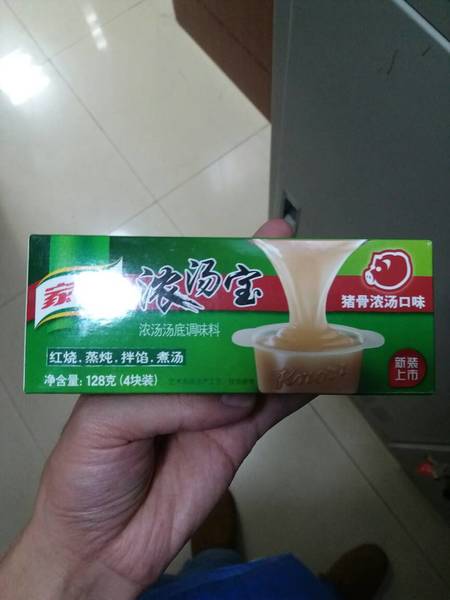 家
浓汤宝
猪骨浓汤口味
浓汤汤底调味料
红烧.蒸炖.拌馅.煮汤
净含量: 128克 (4块装)
新装
上市
Knorr